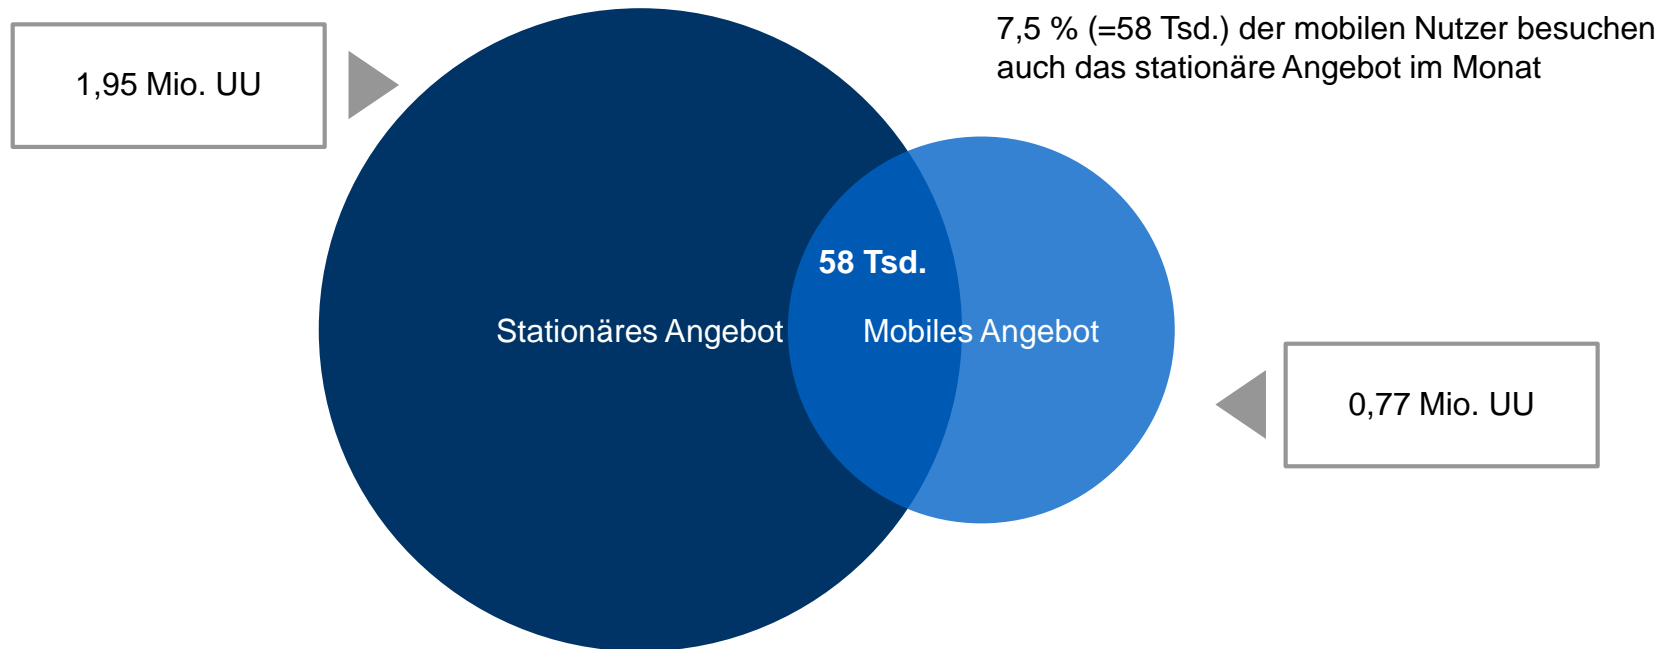 7,5 % (=58 Tsd.) der mobilen Nutzer besuchen
auch das stationäre Angebot im Monat
1,95 Mio. UU
58 Tsd.
Stationäres Angebot
Mobiles Angebot
0,77 Mio. UU